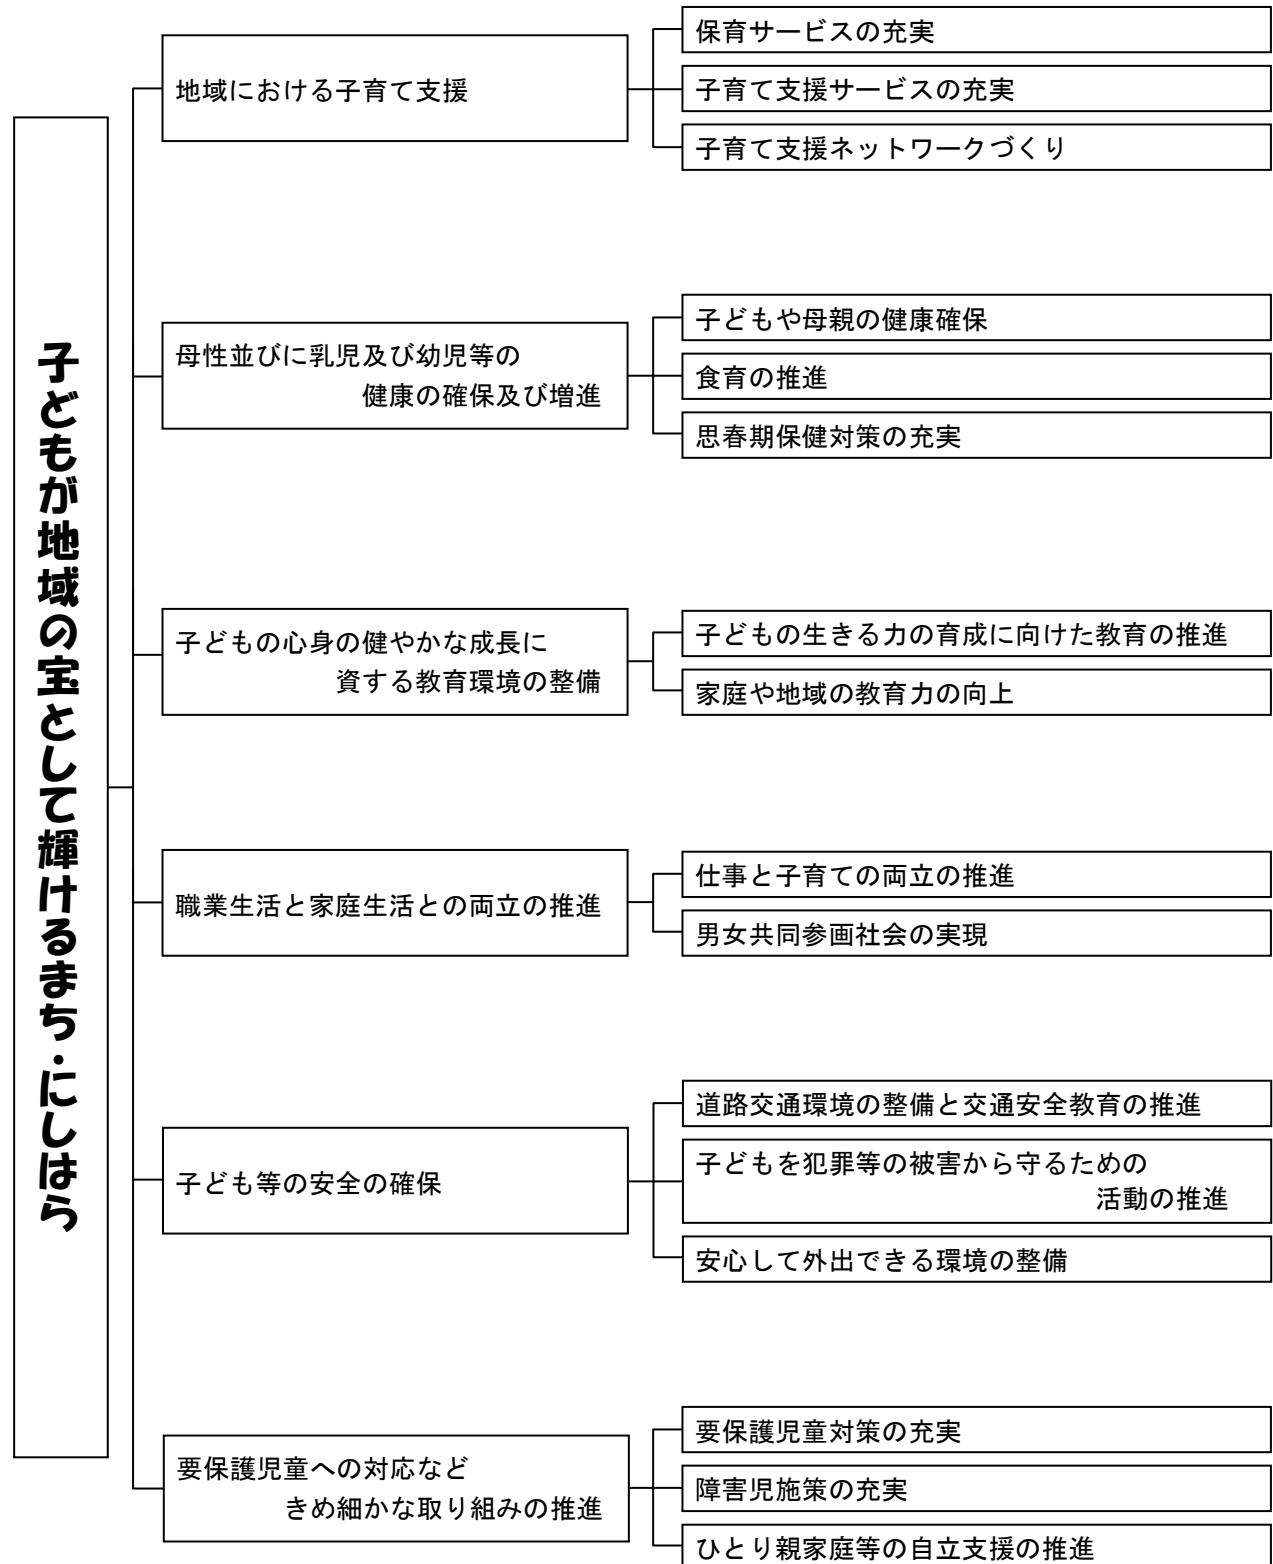 子どもが地域の宝として輝けるまち・にしはら
地域における子育て支援
保育サービスの充実
子育て支援サービスの充実
子育て支援ネットワークづくり
母性並びに乳児及び幼児等の
健康の確保及び増進
子どもや母親の健康確保
食育の推進
思春期保健対策の充実
子どもの心身の健やかな成長に
資する教育環境の整備
子どもの生きる力の育成に向けた教育の推進
家庭や地域の教育力の向上
職業生活と家庭生活との両立の推進
仕事と子育ての両立の推進
男女共同参画社会の実現
子ども等の安全の確保
道路交通環境の整備と交通安全教育の推進
子どもを犯罪等の被害から守るための
活動の推進
安心して外出できる環境の整備
要保護児童への対応など
きめ細かな取り組みの推進
要保護児童対策の充実
障害児施策の充実
ひとり親家庭等の自立支援の推進